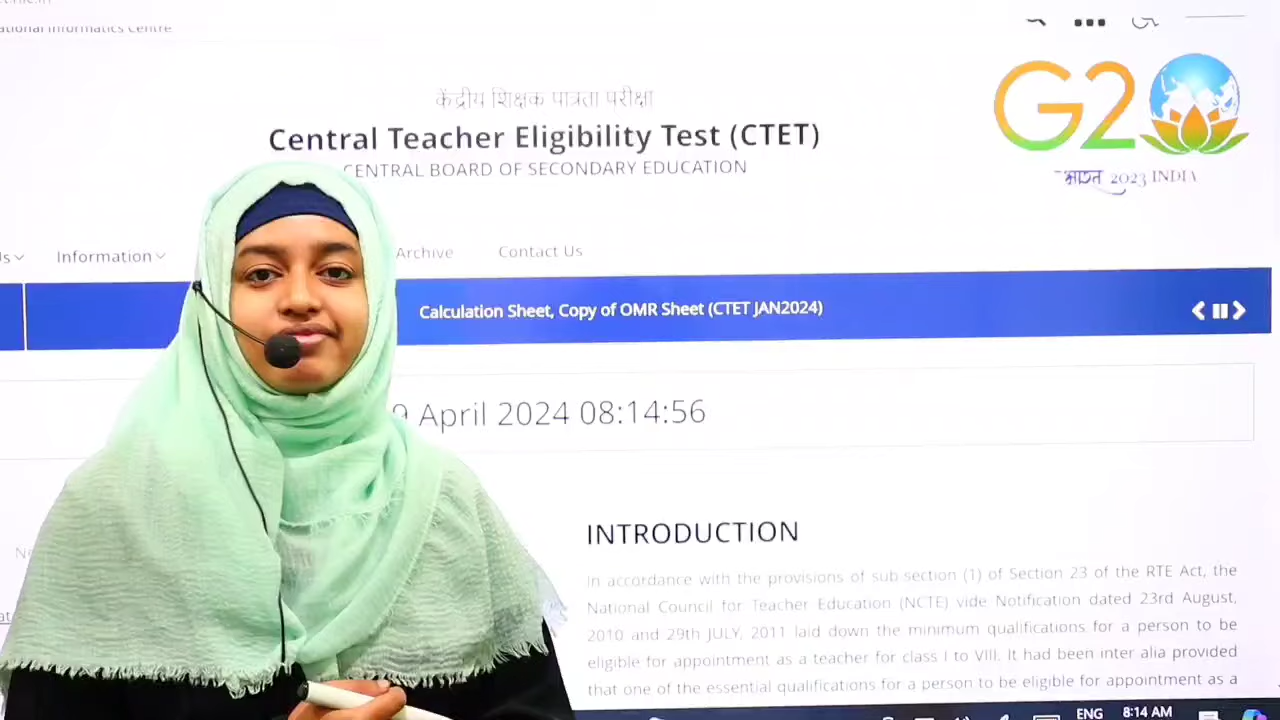 ational Informatics Centre
केंद्रीय शिक्षक पात्रता परीक्षा
Central Teacher Eligibility Test (CTET)
CENTRAL BOARD OF SECONDARY EDUCATION
G20
भारत 2023 INDIA
Information
Archive
Contact Us
Calculation Sheet, Copy of OMR Sheet (CTET JAN2024)
9 April 2024 08:14:56
INTRODUCTION
In accordance with the provisions of sub section (1) of Section 23 of the RTE Act, the
National Council for Teacher Education (NCTE) vide Notification dated 23rd August,
2010 and 29th JULY, 2011 laid down the minimum qualifications for a person to be
eligible for appointment as a teacher for class I to VIII. It had been inter alia provided
that one of the essential qualifications for a person to be eligible for appointment as a
ENG 8:14 AM